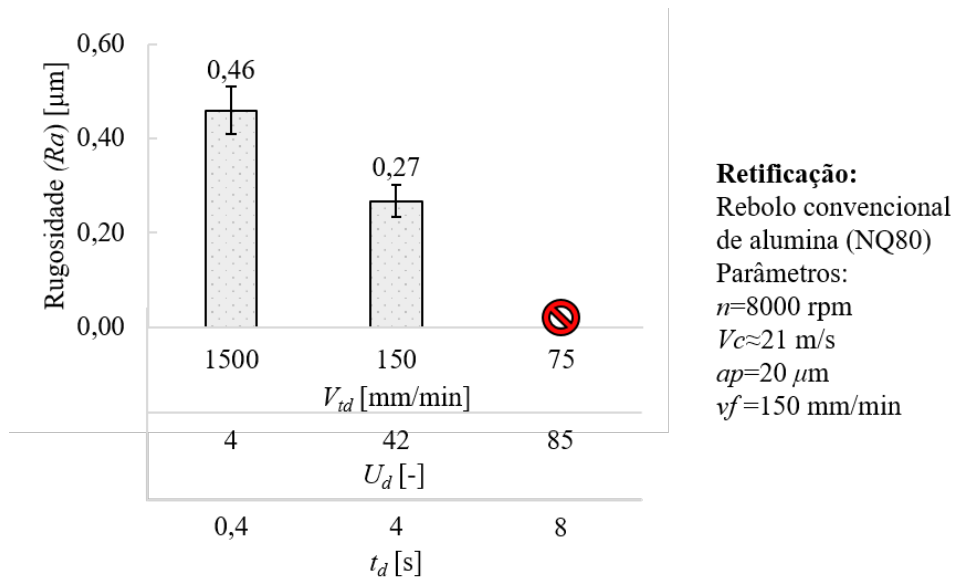 0,60
0,40
0,20
0,00
Rugosidade (Ra) [μm]
0,46
0,27
1500 150 75
Vtd [mm/min]
4 42 85
Ud [-]
0,4 4 8
td [s]
Retificação:
Rebolo convencional
de alumina (NQ80)
Parâmetros:
n=8000 rpm
Vc≈21 m/s
ap=20 μm
vf=150 mm/min